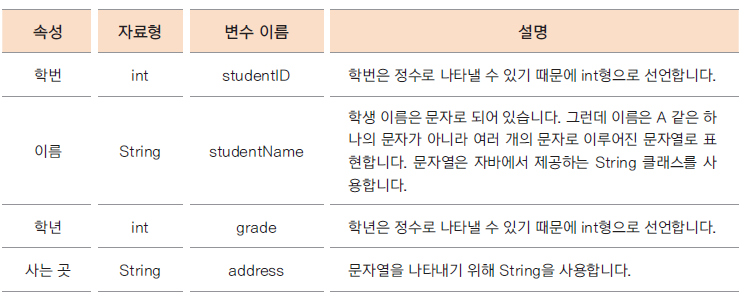 속성 자료형 변수 이름 설명
학번 int studentID 학번은 정수로 나타낼 수 있기 때문에 int형으로 선언합니다.
이름 String studentName 학생 이름은 문자로 되어 있습니다. 그런데 이름은 A 같은 하
나의 문자가 아니라 여러 개의 문자로 이루어진 문자열로 표
현합니다. 문자열은 자바에서 제공하는 String 클래스를 사
용합니다.
학년 int grade 학년은 정수로 나타낼 수 있기 때문에 int형으로 선언합니다.
사는 곳 String address 문자열을 나타내기 위해 String을 사용합니다.